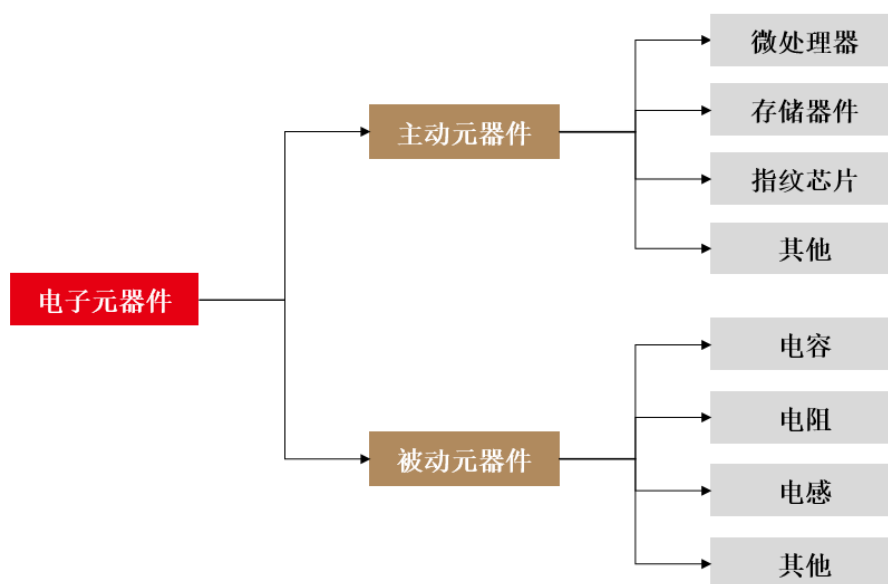 电子元器件
主动元器件
微处理器
存储器件
指纹芯片
其他
被动元器件
电容
电阻
电感
其他